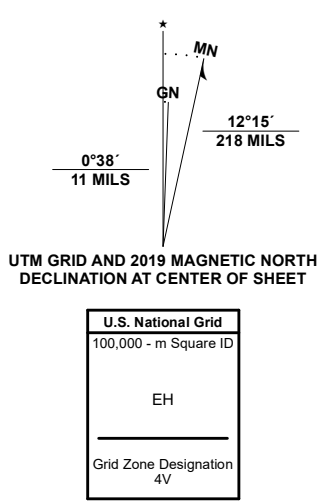 ★
MN
GN
12°15´
218 MILS
0°38´
11 MILS
UTM GRID AND 2019 MAGNETIC NORTH
DECLINATION AT CENTER OF SHEET
U.S. National Grid
100,000 - m Square ID
EH
Grid Zone Designation
4V